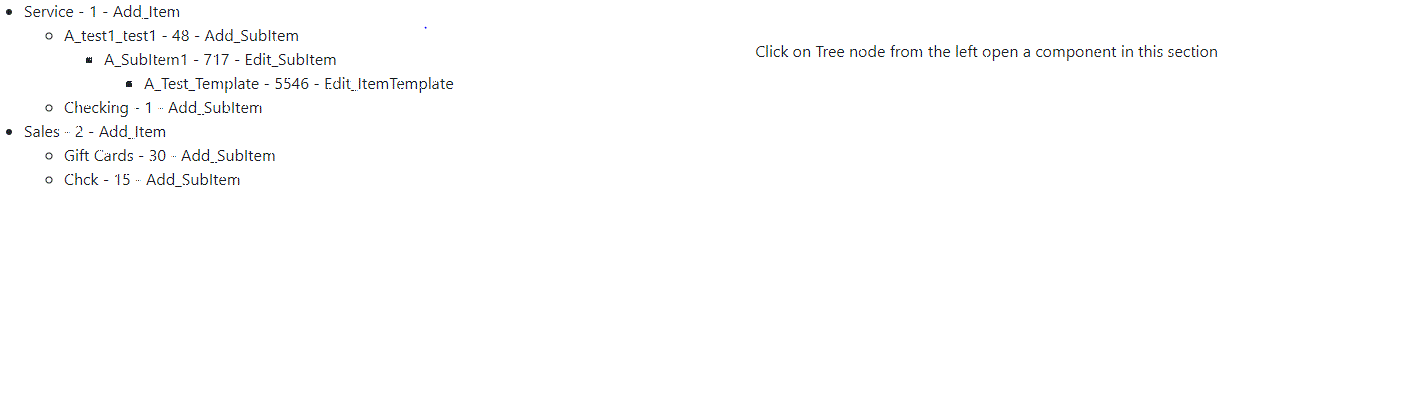 Service - 1 - Add_Item
A_test1_test1 - 48 - Add_SubItem
A_SubItem1 - 717 - Edit_SubItem
A_Test_Template - 5546 - Edit_ItemTemplate
Checking - 1 - Add_SubItem
Sales - 2 - Add_Item
Gift Cards - 30 - Add_SubItem
Chck - 15 - Add_SubItem
Click on Tree node from the left open a component in this section